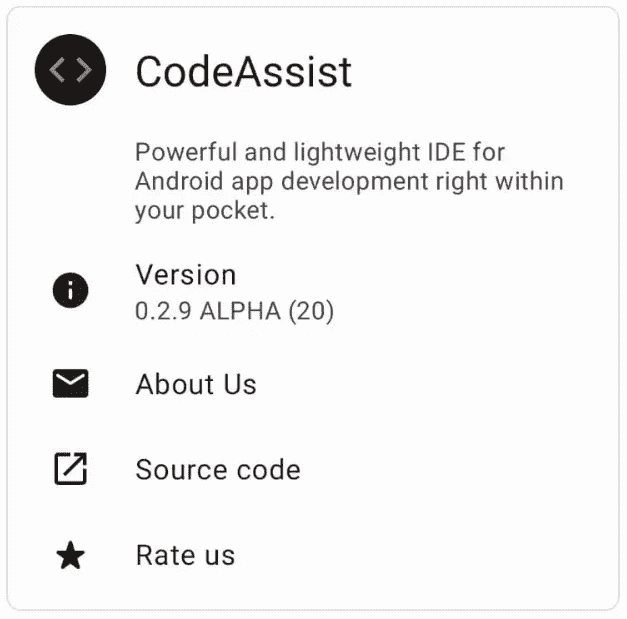 CodeAssist
Powerful and lightweight IDE for
Android app development right within
your pocket.
Version
0.2.9 ALPHA (20)
About Us
Source code
Rate us